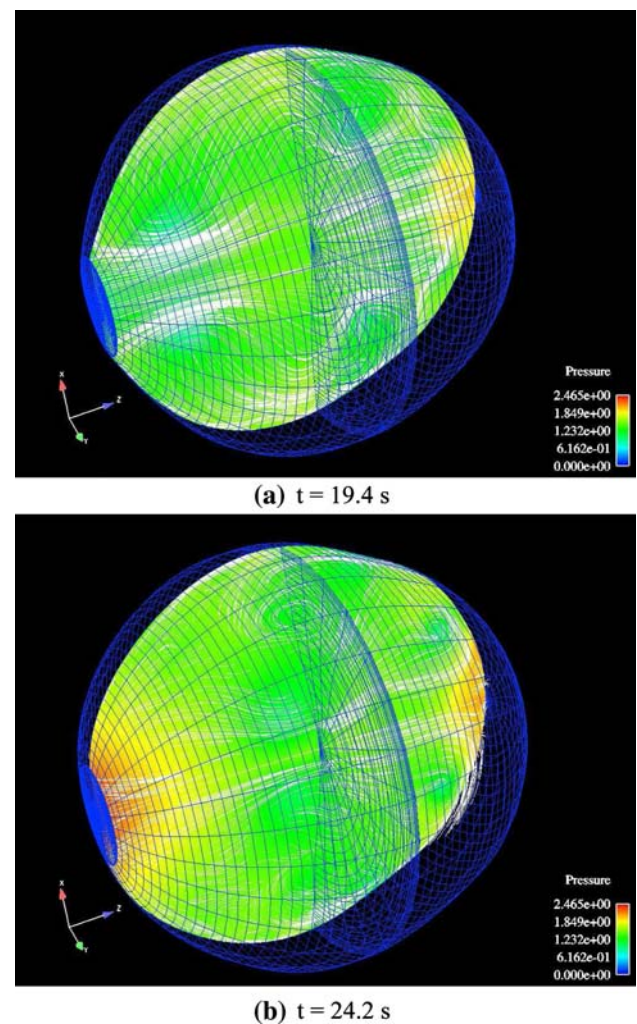 X
Z
Y
Pressure
2.465e+00
1.849e+00
1.232e+00
6.162e-01
0.000e+00
(a) t = 19.4 s
X
Z
Y
Pressure
2.465e+00
1.849e+00
1.232e+00
6.162e-01
0.000e+00
(b) t = 24.2 s